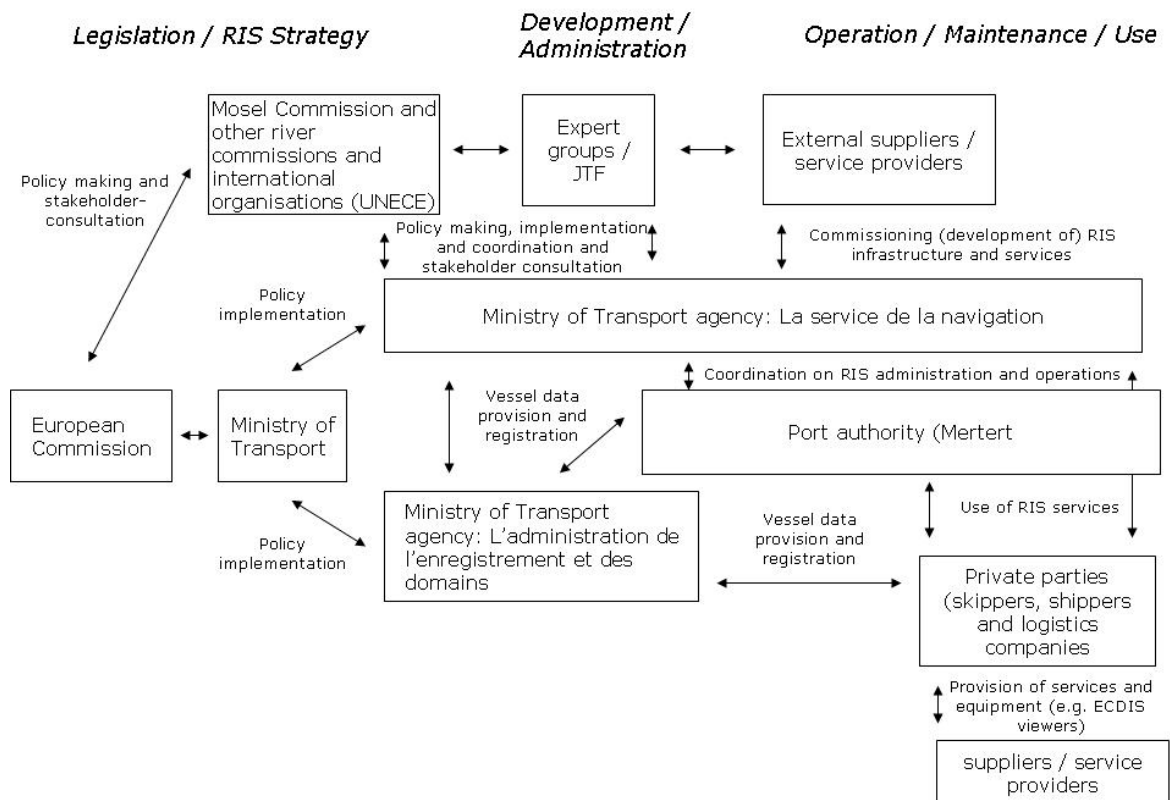 Legislation / RIS Strategy
Development /
Administration
Operation / Maintenance / Use
Mosel Commission and
other river
commissions and
international
organisations (UNECE)
Expert
groups /
JTF
External suppliers /
service providers
Policy making and
stakeholder-
consultation
Policy making, implementation
and coordination and
stakeholder consultation
Commissioning (development of) RIS
infrastructure and services
Policy
implementation
Ministry of Transport agency: La service de la navigation
Coordination on RIS administration and operations
Vessel data
provision and
registration
European
Commission
Ministry of
Transport
Port authority (Mertert
Policy
implementation
Ministry of Transport
agency: L'administration de
l'enregistrement et des
domains
Vessel data
provision and
registration
Use of RIS services
Private parties
(skippers, shippers
and logistics
companies
Provision of services and
equipment (e.g. ECDIS
viewers)
suppliers / service
providers